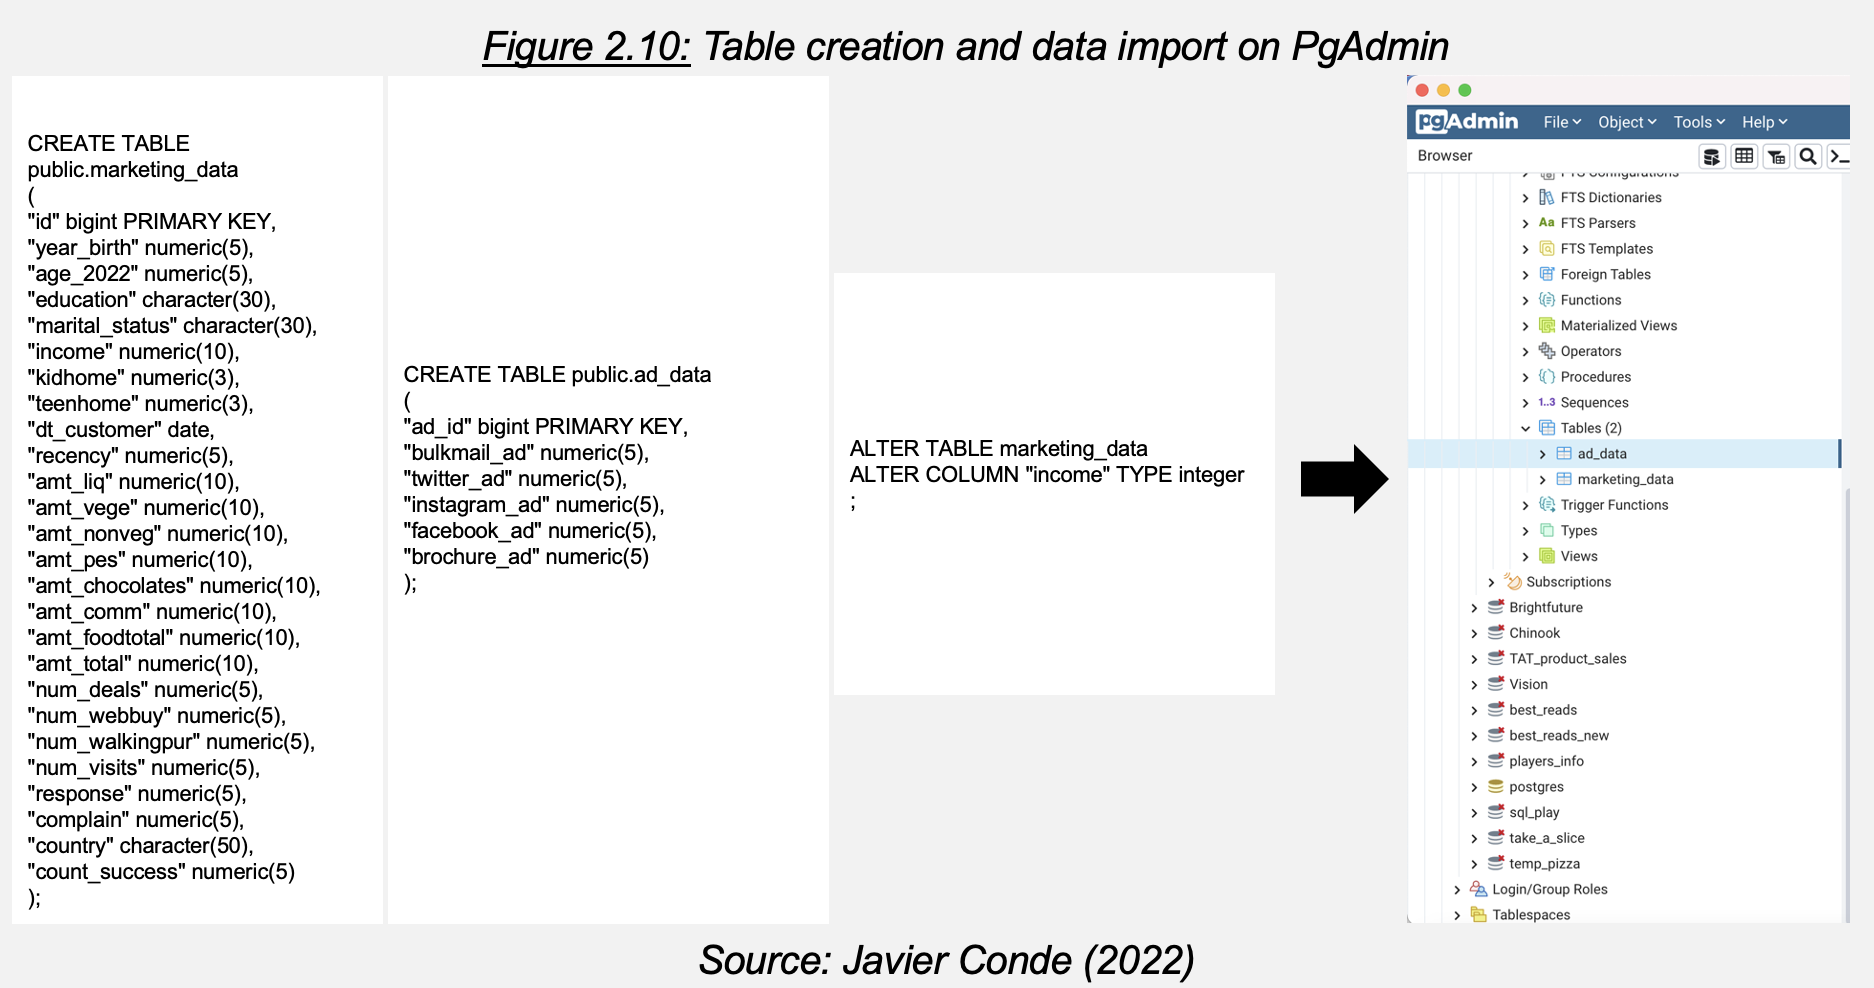 Figure 2.10: Table creation and data import on PgAdmin
CREATE TABLE
public.marketing_data
(
"id" bigint PRIMARY KEY,
"year_birth" numeric(5),
"age_2022" numeric(5),
"education" character(30),
"marital_status" character(30),
"income" numeric(10),
"kidhome" numeric(3),
"teenhome" numeric(3),
"dt_customer" date,
"recency" numeric(5),
"amt_liq" numeric(10),
"amt_vege" numeric(10),
"amt_nonveg" numeric(10),
"amt_pes" numeric(10),
"amt_chocolates" numeric(10),
"amt_comm" numeric(10),
"amt_foodtotal" numeric(10),
"amt_total" numeric(10),
"num_deals" numeric(5),
"num_webbuy" numeric(5),
"num_walkingpur" numeric(5),
"num_visits" numeric(5),
"response" numeric(5),
"complain" numeric(5),
"country" character(50),
"count_success" numeric(5)
);
CREATE TABLE public.ad_data
(
"ad_id" bigint PRIMARY KEY,
"bulkmail_ad" numeric(5),
"twitter_ad" numeric(5),
"instagram_ad" numeric(5),
"facebook_ad" numeric(5),
"brochure_ad" numeric(5)
);
ALTER TABLE marketing_data
ALTER COLUMN "income" TYPE integer
;
pgAdmin File Object Tools Help
Browser
FTS Configurations
FTS Dictionaries
Aa FTS Parsers
FTS Templates
Foreign Tables
Functions
Materialized Views
Operators
Procedures
1..3 Sequences
Tables (2)
ad_data
marketing_data
Trigger Functions
Types
Views
Subscriptions
Brightfuture
Chinook
TAT_product_sales
Vision
best_reads
best_reads_new
players_info
postgres
sql_play
take_a_slice
temp_pizza
Login/Group Roles
Tablespaces
Source: Javier Conde (2022)